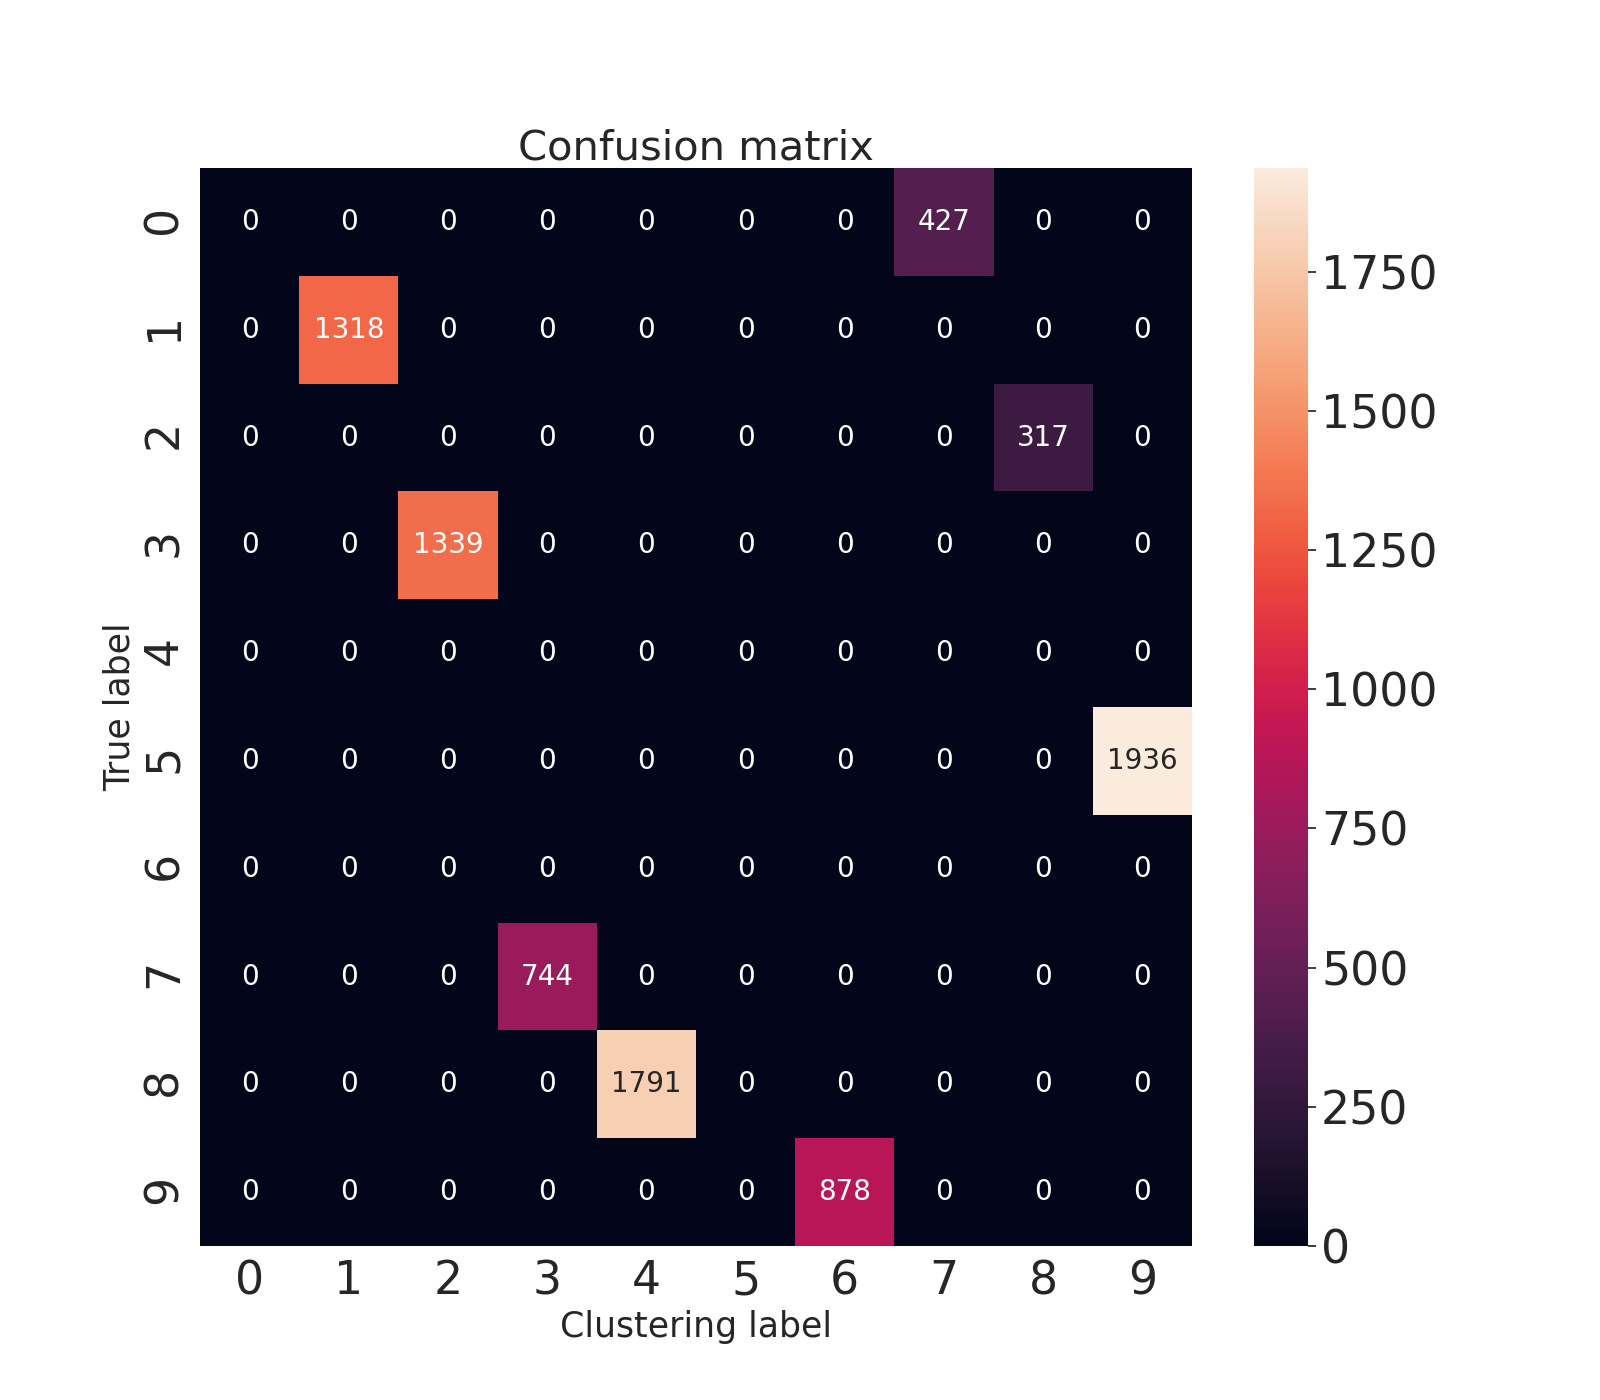 Confusion matrix
0 0 0 0 0 0 0 0 427 0 0
1 0 1318 0 0 0 0 0 0 0 0
2 0 0 0 0 0 0 0 0 317 0
3 0 0 1339 0 0 0 0 0 0 0
4 0 0 0 0 0 0 0 0 0 0
5 0 0 0 0 0 0 0 0 0 1936
6 0 0 0 0 0 0 0 0 0 0
7 0 0 0 744 0 0 0 0 0 0
8 0 0 0 0 1791 0 0 0 0 0
9 0 0 0 0 0 0 878 0 0 0
0 1 2 3 4 5 6 7 8 9
Clustering label
True label
1750
1500
1250
1000
750
500
250
0